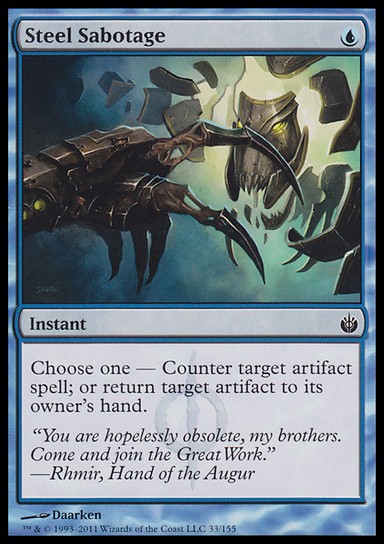 Steel Sabotage
Instant
Choose one — Counter target artifact
spell; or return target artifact to its
owner's hand.
"You are hopelessly obsolete, my brothers.
Come and join the Great Work."
—Rhmir, Hand of the Augur
Daarken
™ & © 1993–2011 Wizards of the Coast LLC 33/155